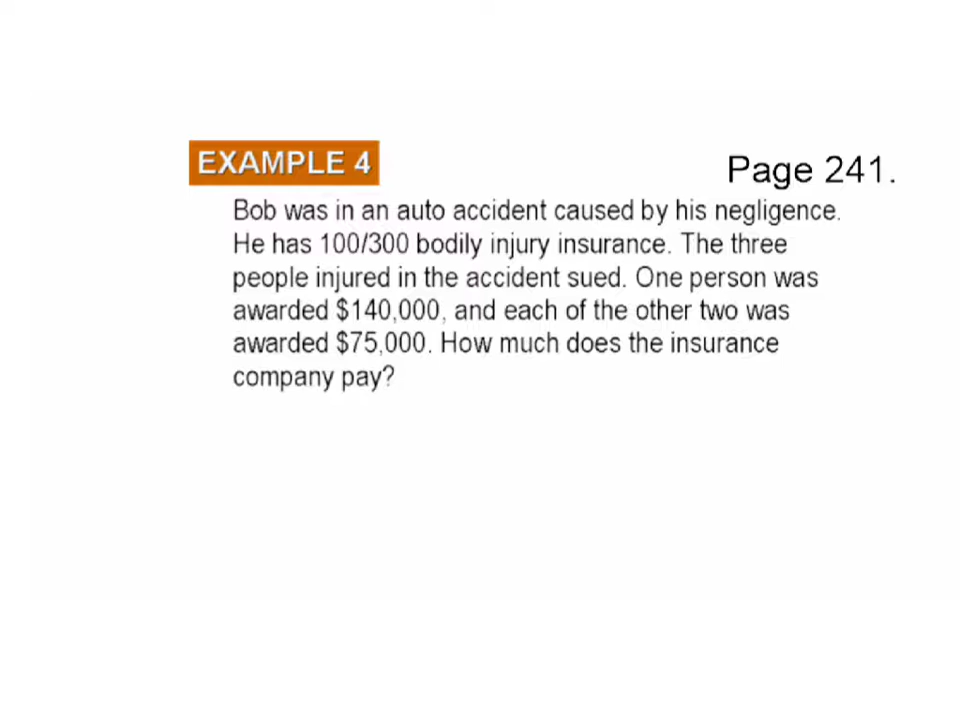 EXAMPLE 4
Page 241.
Bob was in an auto accident caused by his negligence.
He has 100/300 bodily injury insurance. The three
people injured in the accident sued. One person was
awarded $140,000, and each of the other two was
awarded $75,000. How much does the insurance
company pay?